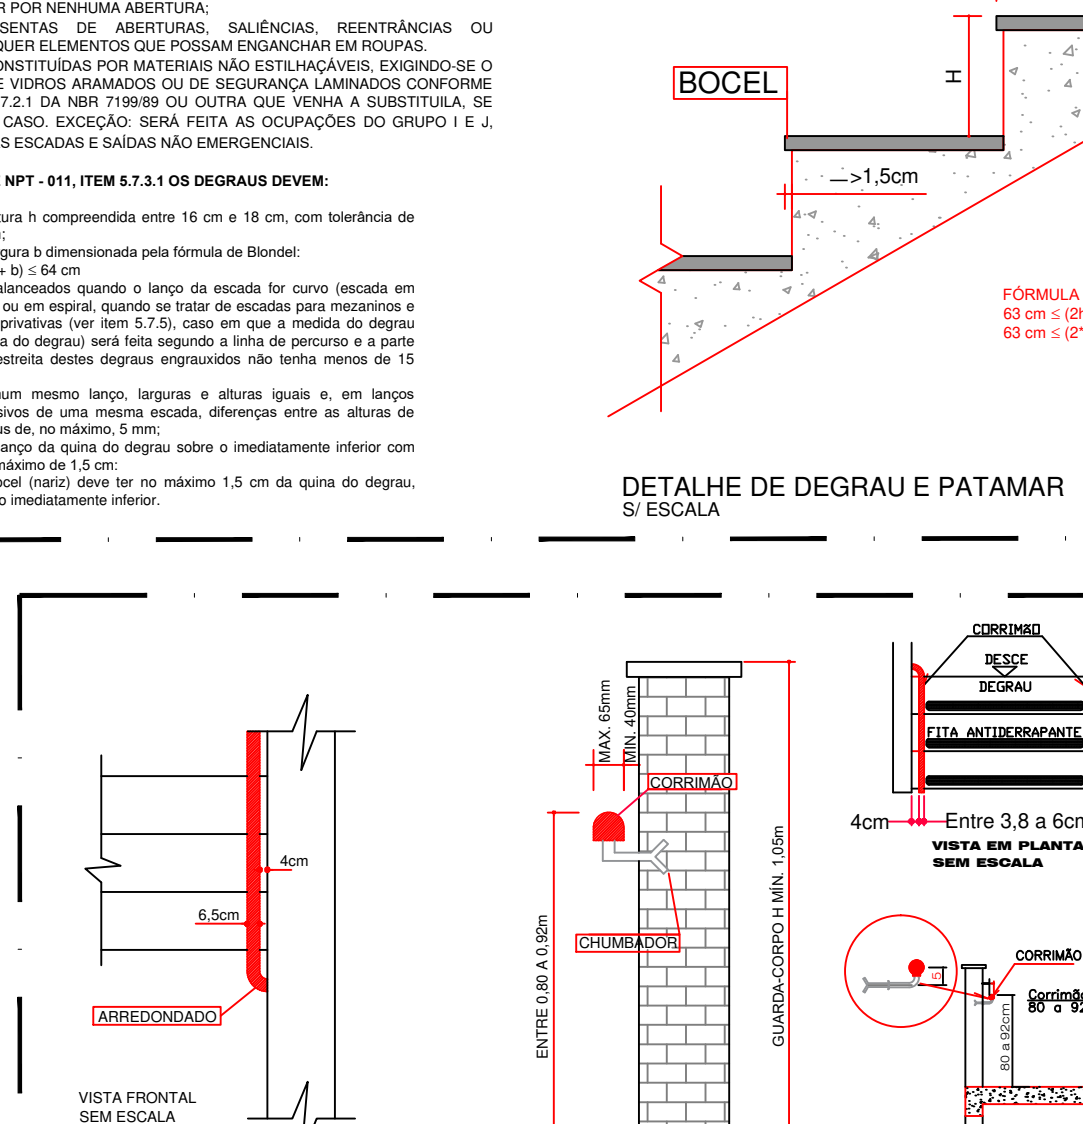 R POR NENHUMA ABERTURA;
SENTAS DE ABERTURAS, SALIÊNCIAS, REENTRÂNCIAS OU
QUER ELEMENTOS QUE POSSAM ENGANCHAR EM ROUPAS.
ONSTITUÍDAS POR MATERIAIS NÃO ESTILHAÇÁVEIS, EXIGINDO-SE O
E VIDROS ARAMADOS OU DE SEGURANÇA LAMINADOS CONFORME
7.2.1 DA NBR 7199/89 OU OUTRA QUE VENHA A SUBSTITUILA, SE
CASO. EXCEÇÃO: SERÁ FEITA AS OCUPAÇÕES DO GRUPO I E J,
AS ESCADAS E SAÍDAS NÃO EMERGENCIAIS.
E NPT - 011, ITEM 5.7.3.1 OS DEGRAUS DEVEM:
tura h compreendida entre 16 cm e 18 cm, com tolerância de
;
gura b dimensionada pela fórmula de Blondel:
+ b) ≤ 64 cm
alanceados quando o lanço da escada for curvo (escada em
ou em espiral, quando se tratar de escadas para mezaninos e
privativas (ver item 5.7.5), caso em que a medida do degrau
a do degrau) será feita segundo a linha de percurso e a parte
estreita destes degraus engrauxidos não tenha menos de 15
num mesmo lanço, larguras e alturas iguais e, em lanços
sivos de uma mesma escada, diferenças entre as alturas de
us de, no máximo, 5 mm;
anço da quina do degrau sobre o imediatamente inferior com
máximo de 1,5 cm:
ocel (nariz) deve ter no máximo 1,5 cm da quina do degrau,
o imediatamente inferior.
BOCEL
H
>1,5cm
FÓRMULA
63 cm ≤ (2h
63 cm ≤ (2*
DETALHE DE DEGRAU E PATAMAR
S/ ESCALA
4cm
6,5cm
ARREDONDADO
VISTA FRONTAL
SEM ESCALA
MAX. 65mm
MIN. 40mm
CORRIMÃO
CHUMBADOR
ENTRE 0,80 A 0,92m
GUARDA-CORPO H MÍN. 1,05m
CORRIMÃO
DESCE
DEGRAU
FITA ANTIDERRAPANTE
4cm
Entre 3,8 a 6cm
VISTA EM PLANTA
SEM ESCALA
5
CORRIMÃO
Corrimão
80 a 92
80 a 92cm